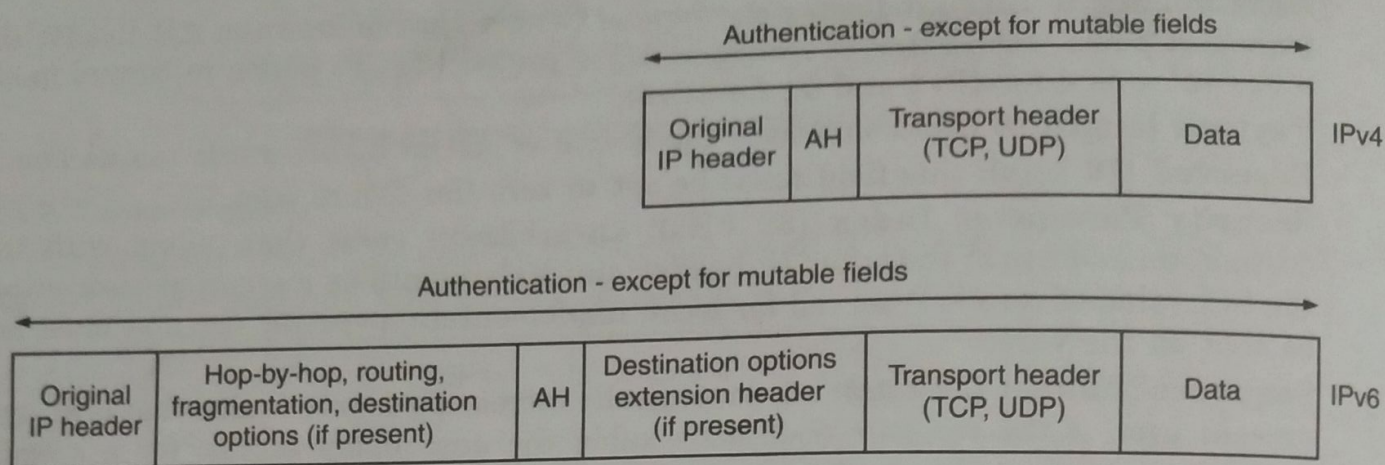 Authentication - except for mutable fields
Original
IP header
AH
Transport header
(TCP, UDP)
Data
IPv4
Authentication - except for mutable fields
Original
IP header
Hop-by-hop, routing,
fragmentation, destination
options (if present)
AH
Destination options
extension header
(if present)
Transport header
(TCP, UDP)
Data
IPv6